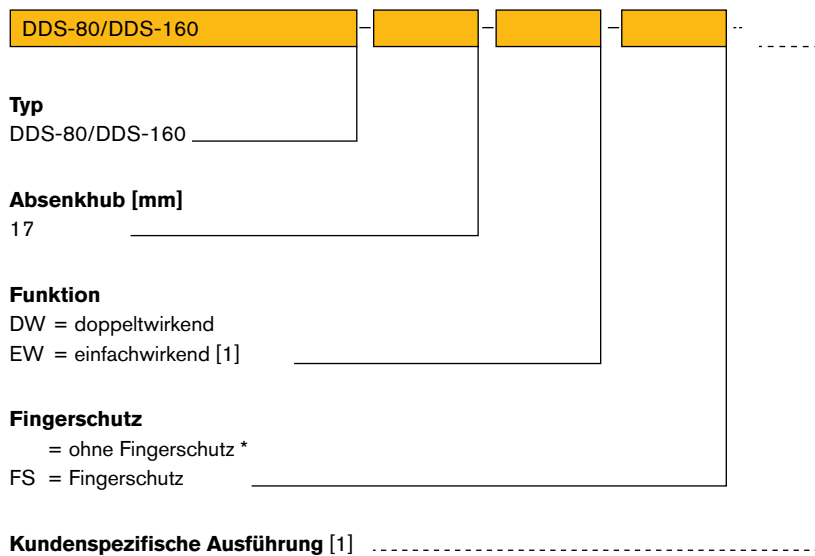 DDS-80/DDS-160
Typ
DDS-80/DDS-160
Absenkhub [mm]
17
Funktion
DW = doppeltwirkend
EW = einfachwirkend [1]
Fingerschutz
= ohne Fingerschutz *
FS = Fingerschutz
Kundenspezifische Ausführung [1]